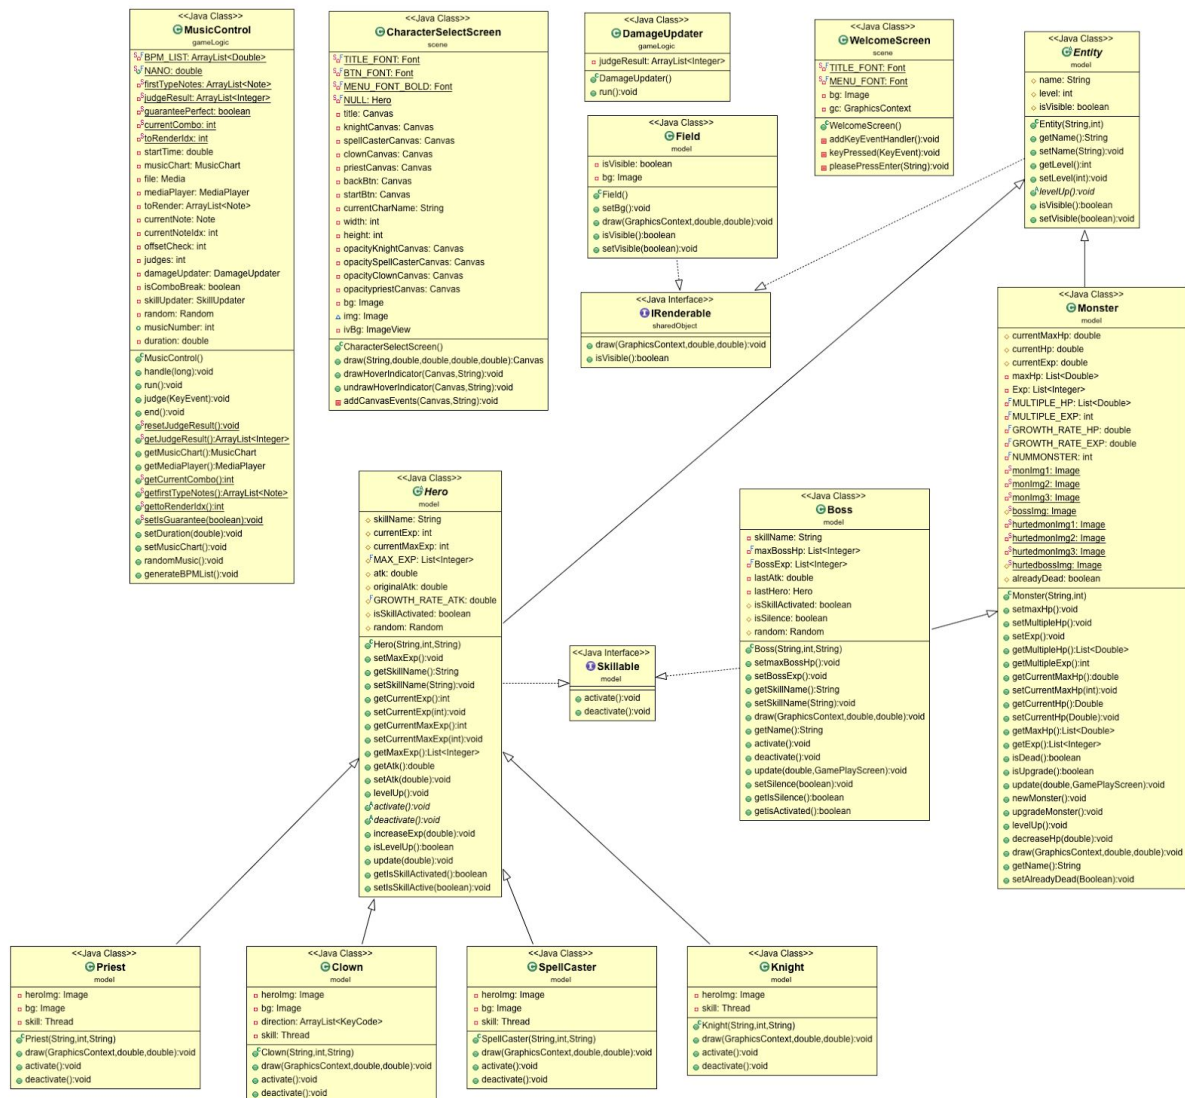 <<Java Class>>
MusicControl
gameLogic
BPM_LIST: ArrayList<Double>
NANO: double
firstTypeNotes: ArrayList<Note>
judgeResult: ArrayList<Integer>
guaranteePerfect: boolean
currentCombo: int
toRenderIdx: int
startTime: double
musicChart: MusicChart
file: Media
mediaPlayer: MediaPlayer
toRender: ArrayList<Note>
currentNote: Note
currentNoteIdx: int
offsetCheck: int
judges: int
damageUpdater: DamageUpdater
isComboBreak: boolean
skillUpdater: SkillUpdater
random: Random
musicNumber: int
duration: double
MusicControl()
handle(long):void
run():void
judge(KeyEvent):void
end():void
resetJudgeResult():void
getJudgeResult():ArrayList<Integer>
getMusicChart():MusicChart
getMediaPlayer():MediaPlayer
getCurrentCombo():int
getfirstTypeNotes():ArrayList<Note>
gettoRenderIdx():int
setIsGuarantee(boolean):void
setDuration(double):void
setMusicChart():void
randomMusic():void
generateBPMList():void
<<Java Class>>
CharacterSelectScreen
scene
TITLE_FONT: Font
BTN_FONT: Font
MENU_FONT_BOLD: Font
NULL: Hero
title: Canvas
knightCanvas: Canvas
spellCasterCanvas: Canvas
clownCanvas: Canvas
priestCanvas: Canvas
backBtn: Canvas
startBtn: Canvas
currentCharName: String
width: int
height: int
opacityKnightCanvas: Canvas
opacitySpellCasterCanvas: Canvas
opacityClownCanvas: Canvas
opacitypriestCanvas: Canvas
bg: Image
img: Image
ivBg: ImageView
CharacterSelectScreen()
draw(String,double,double,double,double):Canvas
drawHoverIndicator(Canvas,String):void
undrawHoverIndicator(Canvas,String):void
addCanvasEvents(Canvas,String):void
<<Java Class>>
DamageUpdater
gameLogic
judgeResult: ArrayList<Integer>
DamageUpdater()
run():void
<<Java Class>>
Field
model
isVisible: boolean
bg: Image
Field()
setBg():void
draw(GraphicsContext,double,double):void
isVisible():boolean
setVisible(boolean):void
<<Java Class>>
WelcomeScreen
scene
TITLE_FONT: Font
MENU_FONT: Font
bg: Image
gc: GraphicsContext
WelcomeScreen()
addKeyEventHandler():void
keyPressed(KeyEvent):void
pleasePressEnter(String):void
<<Java Class>>
Entity
model
name: String
level: int
isVisible: boolean
Entity(String,int)
getName():String
setName(String):void
getLevel():int
setLevel(int):void
levelUp():void
isVisible():boolean
setVisible(boolean):void
<<Java Interface>>
IRenderable
sharedObject
draw(GraphicsContext,double,double):void
isVisible():boolean
<<Java Class>>
Monster
model
currentMaxHp: double
currentHp: double
currentExp: double
maxHp: List<Double>
Exp: List<Integer>
MULTIPLE_HP: List<Double>
MULTIPLE_EXP: int
GROWTH_RATE_HP: double
GROWTH_RATE_EXP: double
NUMMONSTER: int
monImg1: Image
monImg2: Image
monImg3: Image
bossImg: Image
hurtedmonImg1: Image
hurtedmonImg2: Image
hurtedmonImg3: Image
hurtedbossImg: Image
alreadyDead: boolean
Monster(String,int)
setmaxHp():void
setMultipleHp():void
setExp():void
getMultipleHp():List<Double>
getMultipleExp():int
getCurrentMaxHp():double
setCurrentMaxHp(int):void
getCurrentHp():Double
setCurrentHp(Double):void
getMaxHp():List<Double>
getExp():List<Integer>
isDead():boolean
isUpgrade():boolean
update(double,GamePlayScreen):void
newMonster():void
upgradeMonster():void
levelUp():void
decreaseHp(double):void
draw(GraphicsContext,double,double):void
getName():String
setAlreadyDead(Boolean):void
<<Java Class>>
Hero
model
skillName: String
currentExp: int
currentMaxExp: int
MAX_EXP: List<Integer>
atk: double
originalAtk: double
GROWTH_RATE_ATK: double
isSkillActivated: boolean
random: Random
Hero(String,int,String)
setMaxExp():void
getSkillName():String
setSkillName(String):void
getCurrentExp():int
setCurrentExp(int):void
getCurrentMaxExp():int
setCurrentMaxExp(int):void
getMaxExp():List<Integer>
getAtk():double
setAtk(double):void
levelUp():void
activate():void
deactivate():void
increaseExp(double):void
isLevelUp():boolean
update(double):void
getIsSkillActivated():boolean
setIsSkillActive(boolean):void
<<Java Interface>>
Skillable
model
activate():void
deactivate():void
<<Java Class>>
Boss
model
skillName: String
maxBossHp: List<Integer>
BossExp: List<Integer>
lastAtk: double
lastHero: Hero
isSkillActivated: boolean
isSilence: boolean
random: Random
Boss(String,int,String)
setmaxBossHp():void
setBossExp():void
getSkillName():String
setSkillName(String):void
draw(GraphicsContext,double,double):void
getName():String
activate():void
deactivate():void
update(double,GamePlayScreen):void
setSilence(boolean):void
getIsSilence():boolean
getisActivated():boolean
<<Java Class>>
Priest
model
heroImg: Image
bg: Image
skill: Thread
Priest(String,int,String)
draw(GraphicsContext,double,double):void
activate():void
deactivate():void
<<Java Class>>
Clown
model
heroImg: Image
bg: Image
direction: ArrayList<KeyCode>
skill: Thread
Clown(String,int,String)
draw(GraphicsContext,double,double):void
activate():void
deactivate():void
<<Java Class>>
SpellCaster
model
heroImg: Image
bg: Image
skill: Thread
SpellCaster(String,int,String)
draw(GraphicsContext,double,double):void
activate():void
deactivate():void
<<Java Class>>
Knight
model
heroImg: Image
skill: Thread
Knight(String,int,String)
draw(GraphicsContext,double,double):void
activate():void
deactivate():void